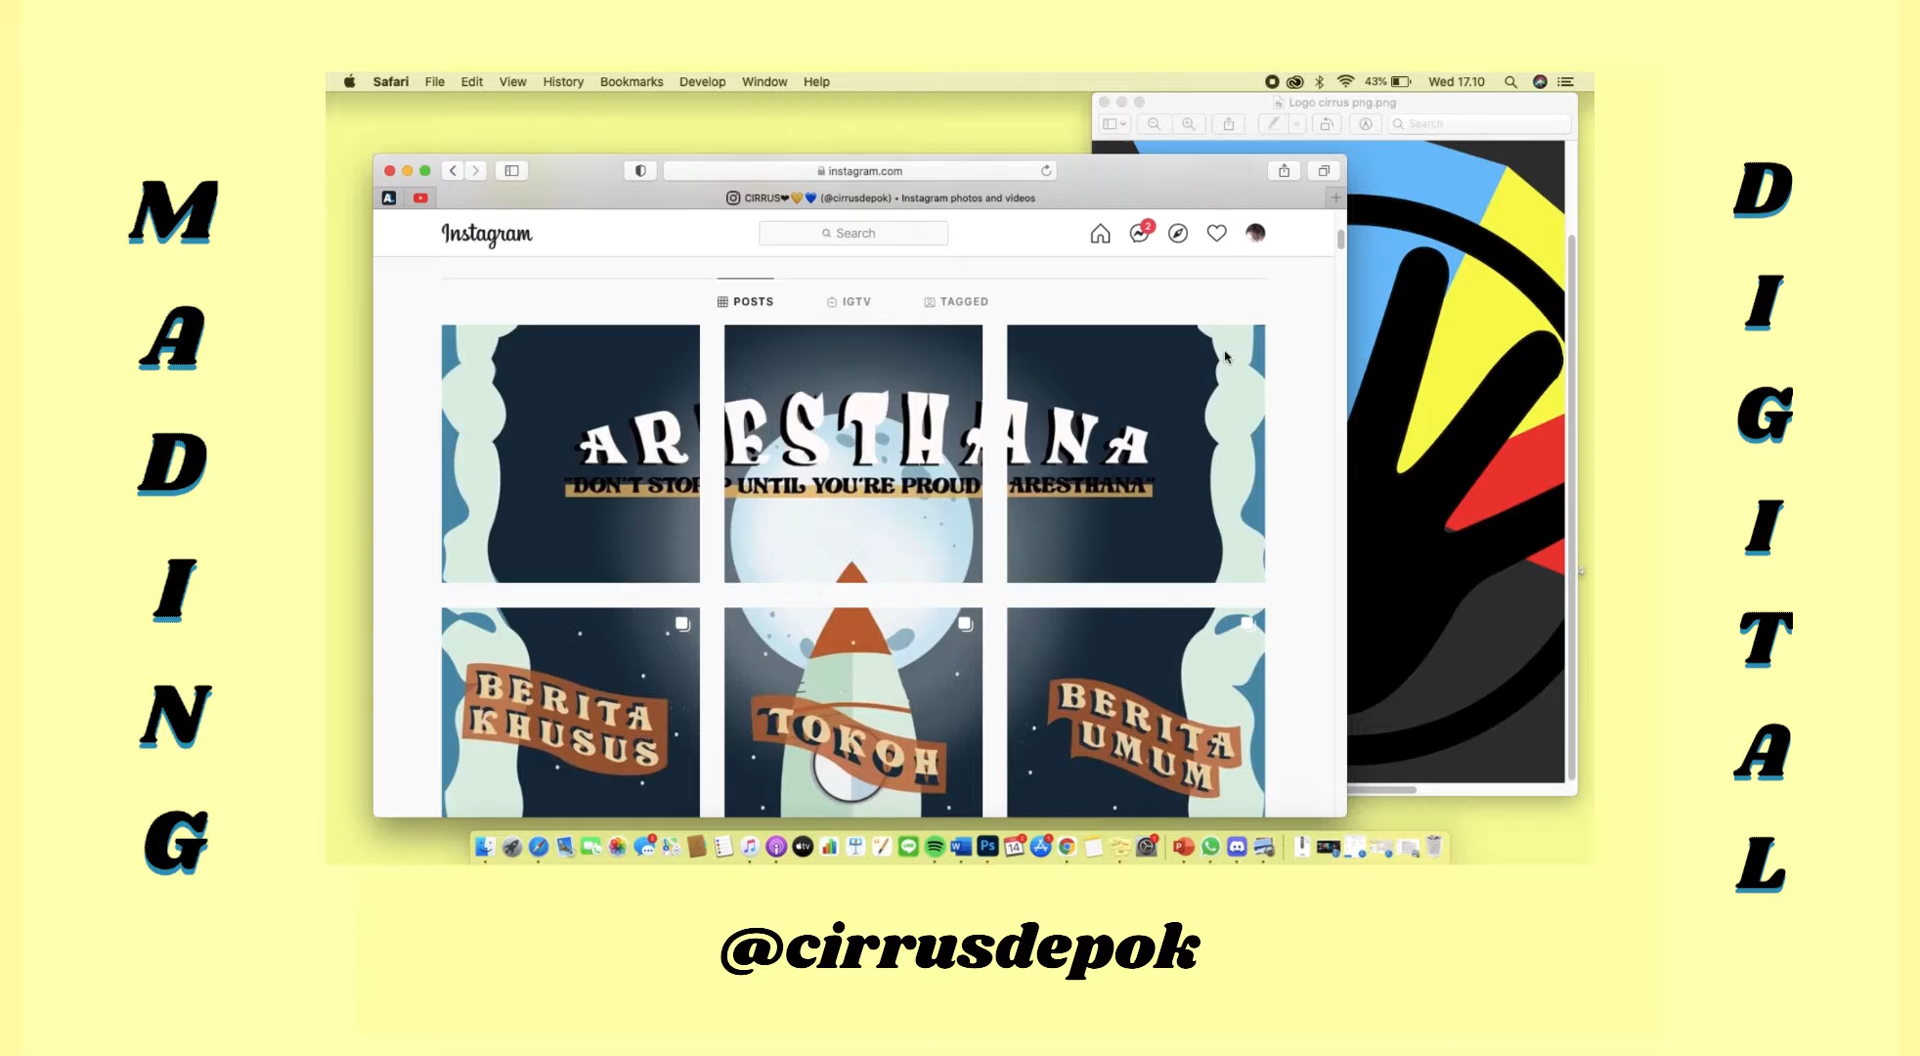 MADING
DIGITAL
Safari File Edit View History Bookmarks Develop Window Help
43% Wed 17.10
Logo cirrus png.png
Search
instagram.com
CIRRUS❤💛💙 (@cirrusdepok) • Instagram photos and videos
Instagram
Search
2
POSTS IGTV TAGGED
ARESTHANA
"DON'T STOP UNTIL YOU'RE PROUD ARESTHANA"
BERITA
KHUSUS
TOKOH
BERITA
UMUM
@cirrusdepok